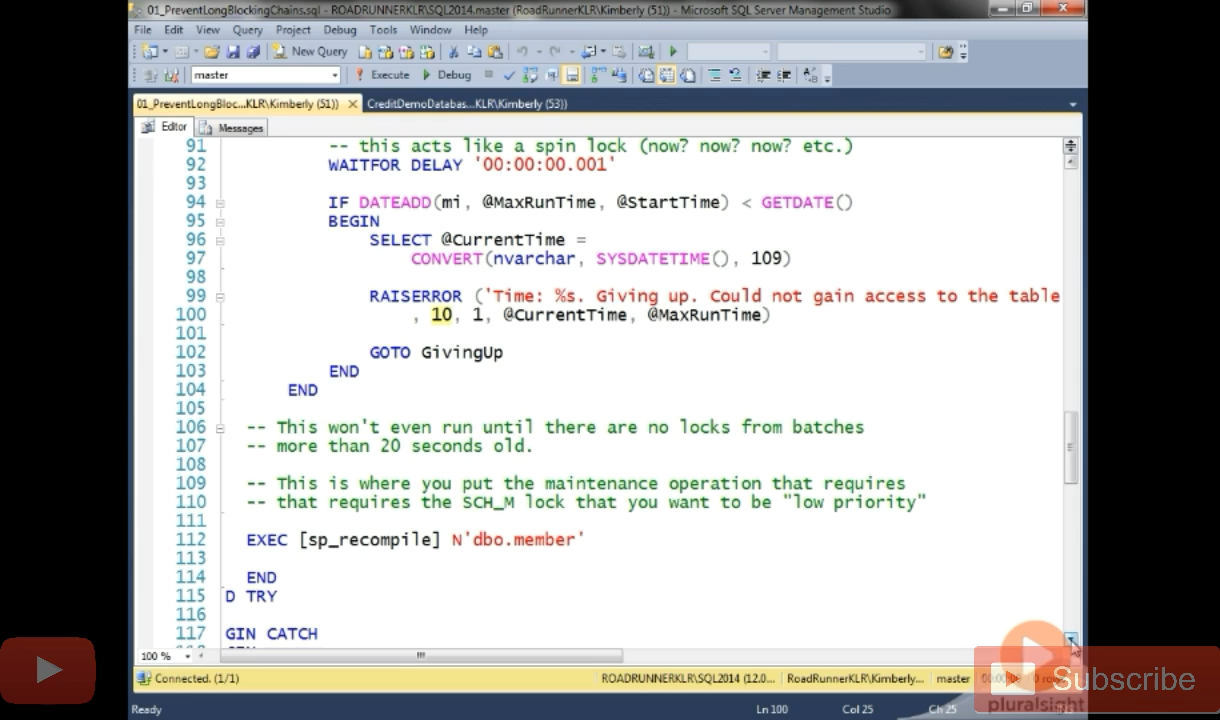 01_PreventLongBlockingChains.sql - ROADRUNNERKLR\SQL2014.master (RoadRunnerKLR\Kimberly (51)) - Microsoft SQL Server Management Studio
File Edit View Query Project Debug Tools Window Help
New Query
master Execute Debug
01_PreventLongBloc...KLR\Kimberly (51)) CreditDemoDatabas...KLR\Kimberly (53))
Editor Messages
91 -- this acts like a spin lock (now? now? now? etc.)
92 WAITFOR DELAY '00:00:00.001'
93
94 IF DATEADD(mi, @MaxRunTime, @StartTime) < GETDATE()
95 BEGIN
96 SELECT @CurrentTime =
97 CONVERT(nvarchar, SYSDATETIME(), 109)
98
99 RAISERROR ('Time: %s. Giving up. Could not gain access to the table
100 , 10, 1, @CurrentTime, @MaxRunTime)
101
102 GOTO GivingUp
103 END
104 END
105
106 -- This won't even run until there are no locks from batches
107 -- more than 20 seconds old.
108
109 -- This is where you put the maintenance operation that requires
110 -- that requires the SCH_M lock that you want to be "low priority"
111
112 EXEC [sp_recompile] N'dbo.member'
113
114 END
115 D TRY
116
117 GIN CATCH
100 %
Connected. (1/1) ROADRUNNERKLR\SQL2014 (12.0... RoadRunnerKLR\Kimberly... master
Subscribe
pluralsight
Ready Ln 100 Col 25 Ch 25